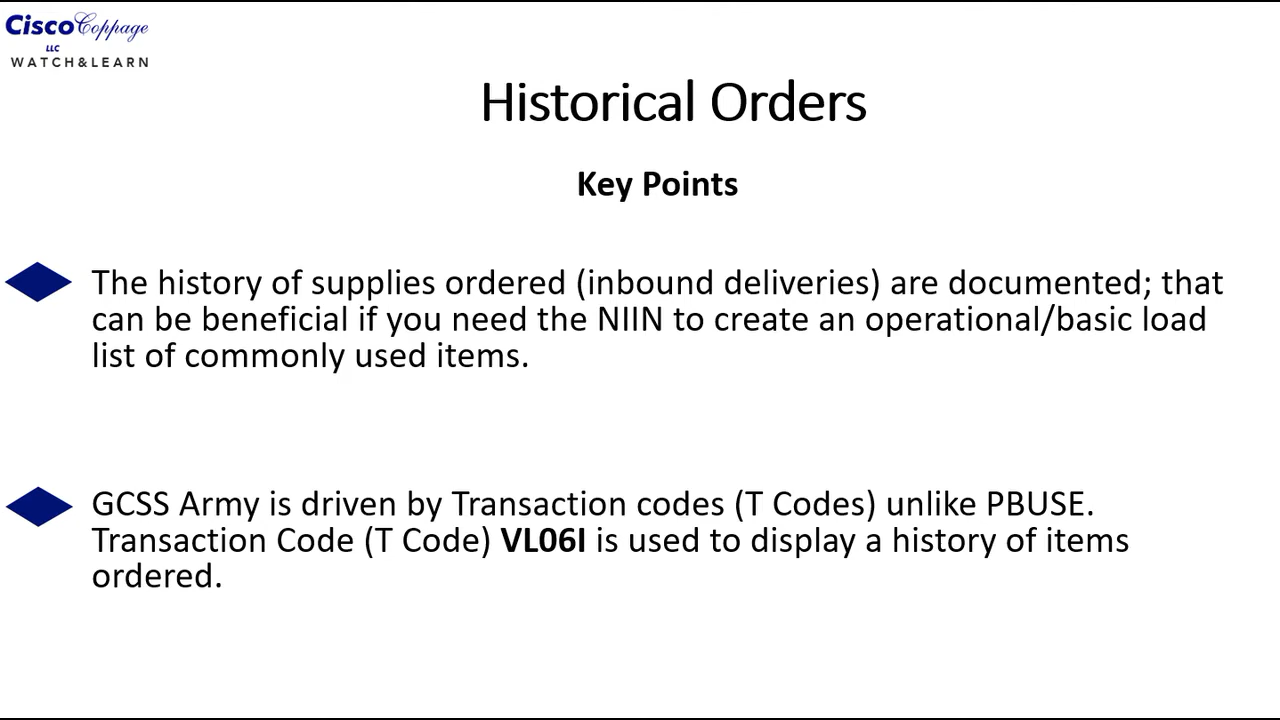 Cisco Coppage
LLC
WATCH&LEARN
Historical Orders
Key Points
The history of supplies ordered (inbound deliveries) are documented; that
can be beneficial if you need the NIIN to create an operational/basic load
list of commonly used items.
GCSS Army is driven by Transaction codes (T Codes) unlike PBUSE.
Transaction Code (T Code) VL06I is used to display a history of items
ordered.